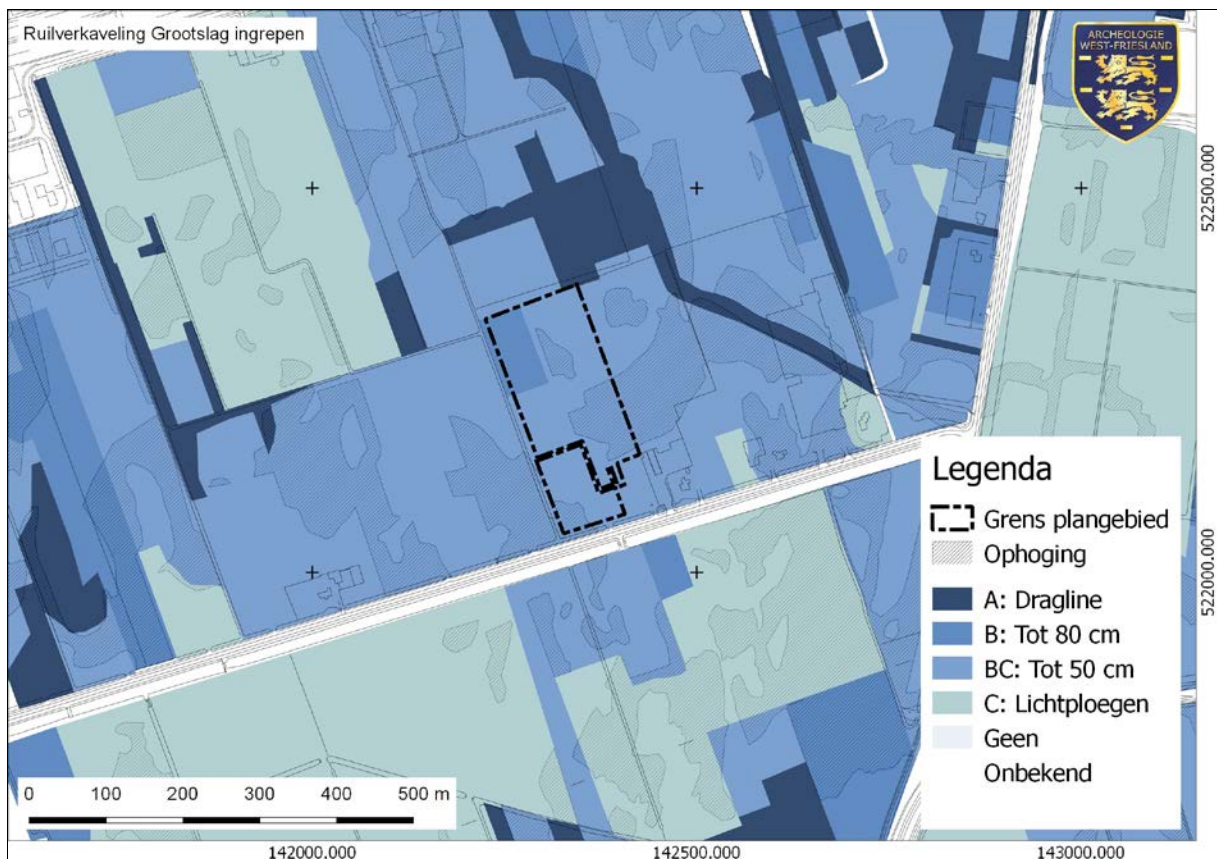 Ruilverkaveling Grootslag ingrepen
ARCHEOLOGIE
WEST-FRIESLAND
522500.000
522000.000
Legenda
Grens plangebied
Ophoging
A: Dragline
B: Tot 80 cm
BC: Tot 50 cm
C: Lichtploegen
Geen
Onbekend
0 100 200 300 400 500 m
142000.000 142500.000 143000.000